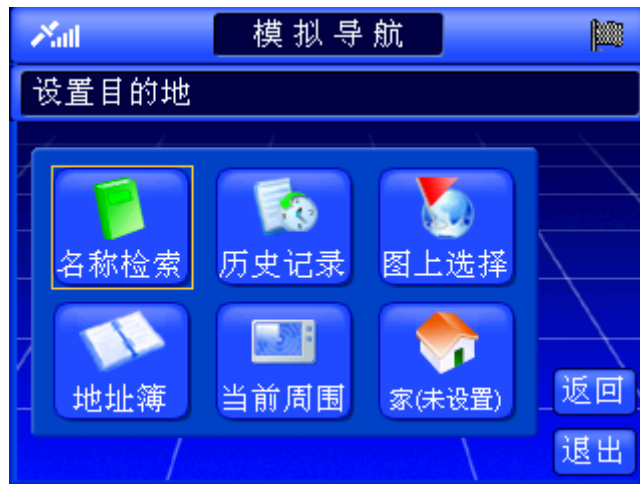 模拟导航
设置目的地
名称检索
历史记录
图上选择
地址簿
当前周围
家(未设置)
返回
退出